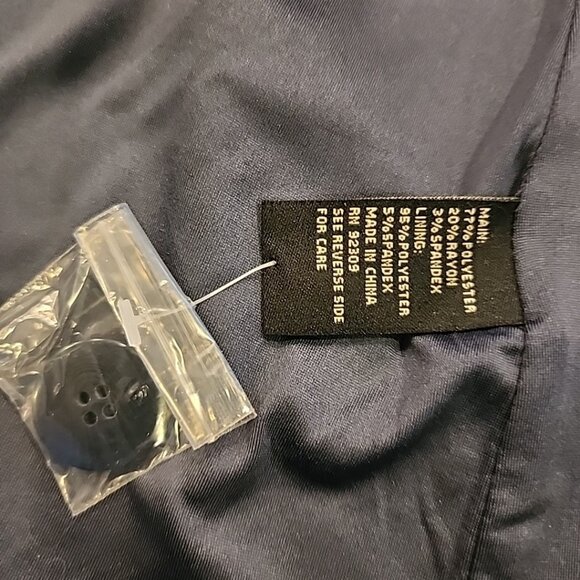 MAIN:
77%POLYESTER
20%RAYON
3%SPANDEX
LINING:
95%POLYESTER
5%SPANDEX
MADE IN CHINA
RN 92309
SEE REVERSE SIDE
FOR CARE